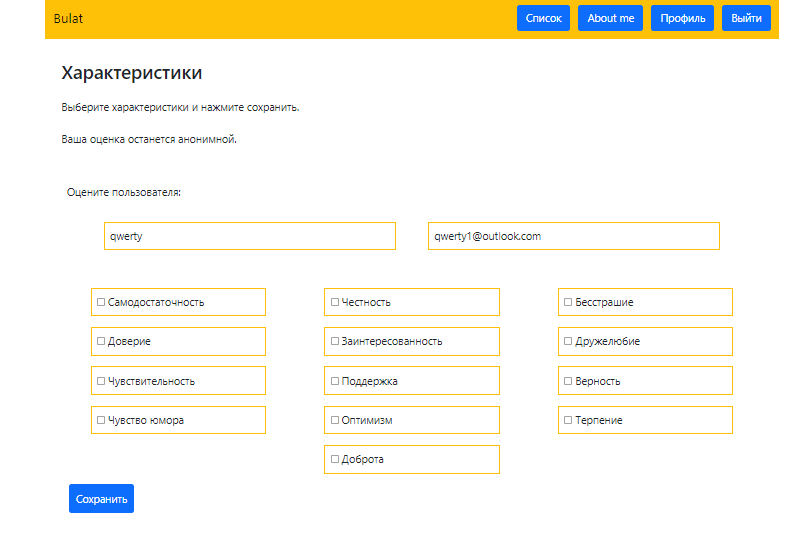 Bulat Список About me Профиль Выйти
Характеристики
Выберите характеристики и нажмите сохранить.
Ваша оценка останется анонимной.
Оцените пользователя:
qwerty qwerty1@outlook.com
Самодостаточность Честность Бесстрашие
Доверие Заинтересованность Дружелюбие
Чувствительность Поддержка Верность
Чувство юмора Оптимизм Терпение
Доброта
Сохранить